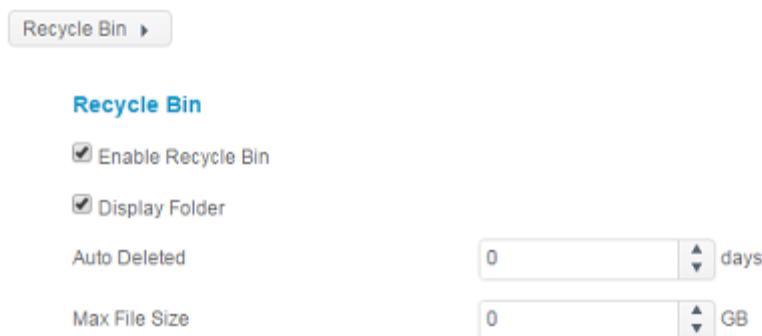 Recycle Bin
Recycle Bin
Enable Recycle Bin
Display Folder
Auto Deleted 0 days
Max File Size 0 GB